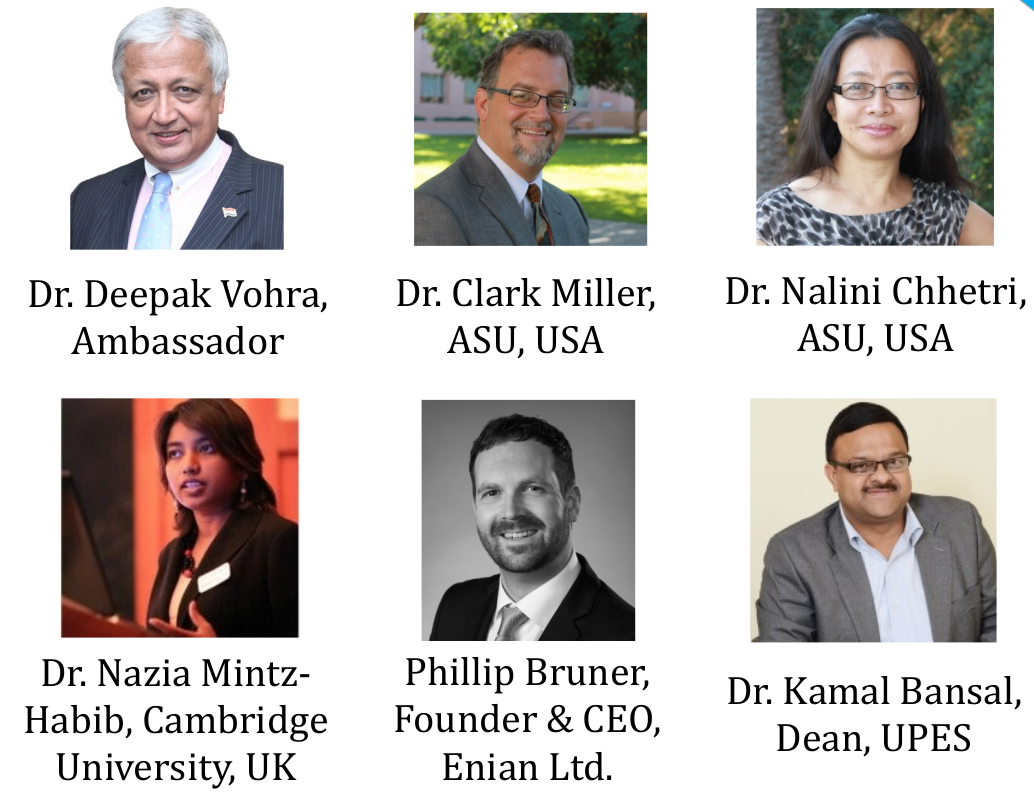 Dr. Deepak Vohra,
Ambassador
Dr. Clark Miller,
ASU, USA
Dr. Nalini Chhetri,
ASU, USA
Dr. Nazia Mintz-
Habib, Cambridge
University, UK
Phillip Bruner,
Founder & CEO,
Enian Ltd.
Dr. Kamal Bansal,
Dean, UPES